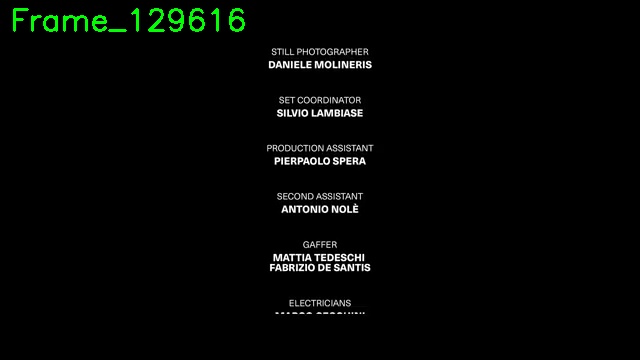 Frame_129616
STILL PHOTOGRAPHER
DANIELE MOLINERIS
SET COORDINATOR
SILVIO LAMBIASE
PRODUCTION ASSISTANT
PIERPAOLO SPERA
SECOND ASSISTANT
ANTONIO NOLÈ
GAFFER
MATTIA TEDESCHI
FABRIZIO DE SANTIS
ELECTRICIANS